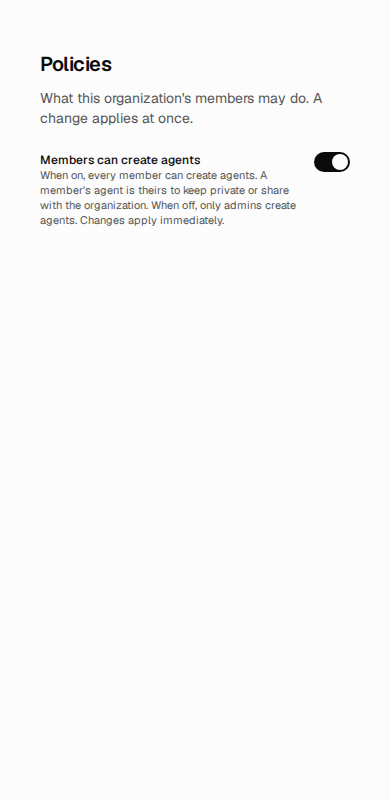 Policies
What this organization's members may do. A
change applies at once.
Members can create agents
When on, every member can create agents. A
member's agent is theirs to keep private or share
with the organization. When off, only admins create
agents. Changes apply immediately.